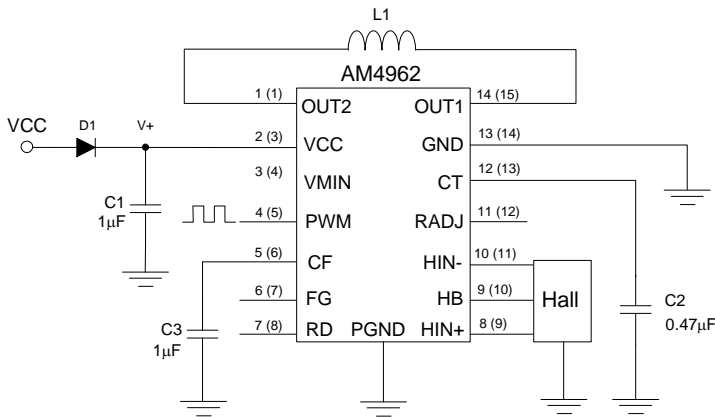 L1
AM4962
1 (1)
OUT2
OUT1
14 (15)
VCC
D1
V+
2 (3)
VCC
GND
13 (14)
3 (4)
VMIN
CT
12 (13)
C1
1μF
4 (5)
PWM
RADJ
11 (12)
5 (6)
CF
HIN-
10 (11)
6 (7)
FG
HB
9 (10)
Hall
C2
0.47μF
C3
1μF
7 (8)
RD
PGND
HIN+
8 (9)